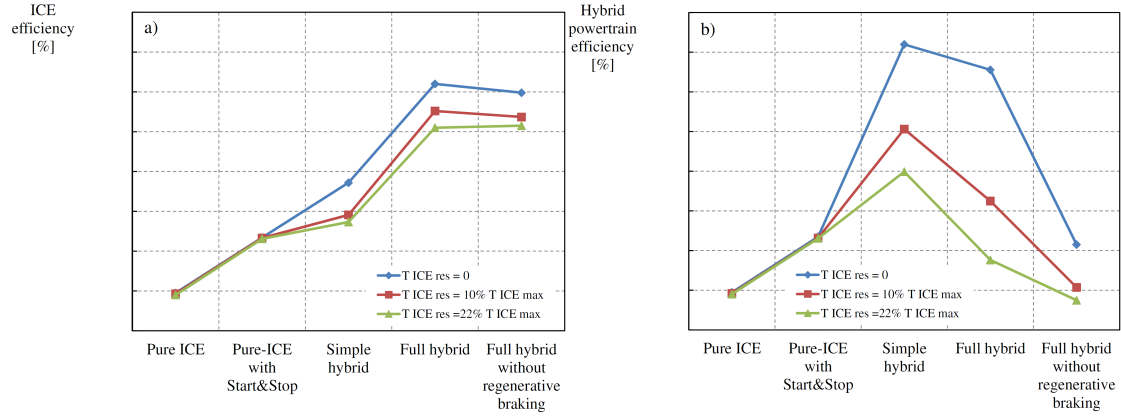 ICE
efficiency
[%]
a)
T ICE res = 0
T ICE res = 10% T ICE max
T ICE res =22% T ICE max
Pure ICE
Pure-ICE
with
Start&Stop
Simple
hybrid
Full hybrid
Full hybrid
without
regenerative
braking
Hybrid
powertrain
efficiency
[%]
b)
T ICE res = 0
T ICE res = 10% T ICE max
T ICE res =22% T ICE max
Pure ICE
Pure-ICE
with
Start&Stop
Simple
hybrid
Full hybrid
Full hybrid
without
regenerative
braking